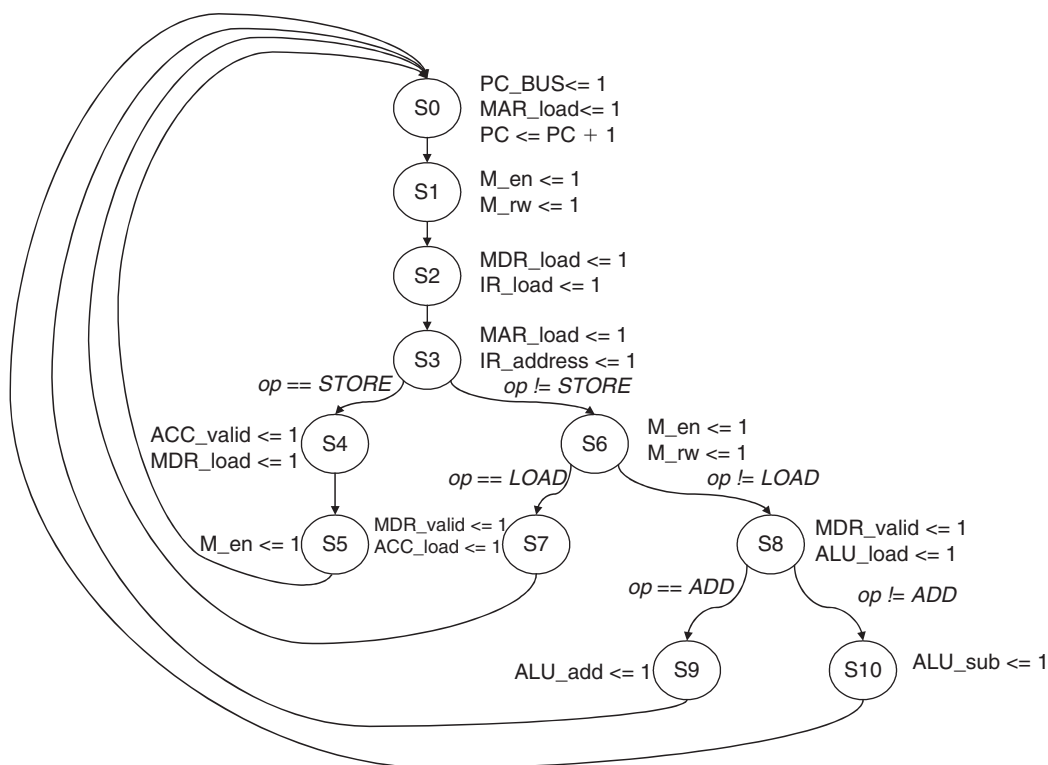 S0
PC_BUS<= 1
MAR_load<= 1
PC <= PC + 1
S1
M_en <= 1
M_rw <= 1
S2
MDR_load <= 1
IR_load <= 1
S3
MAR_load <= 1
IR_address <= 1
op == STORE
op != STORE
ACC_valid <= 1
MDR_load <= 1
S4
S6
M_en <= 1
M_rw <= 1
op == LOAD
op != LOAD
M_en <= 1
S5
MDR_valid <= 1
ACC_load <= 1
S7
S8
MDR_valid <= 1
ALU_load <= 1
op == ADD
op != ADD
ALU_add <= 1
S9
S10
ALU_sub <= 1